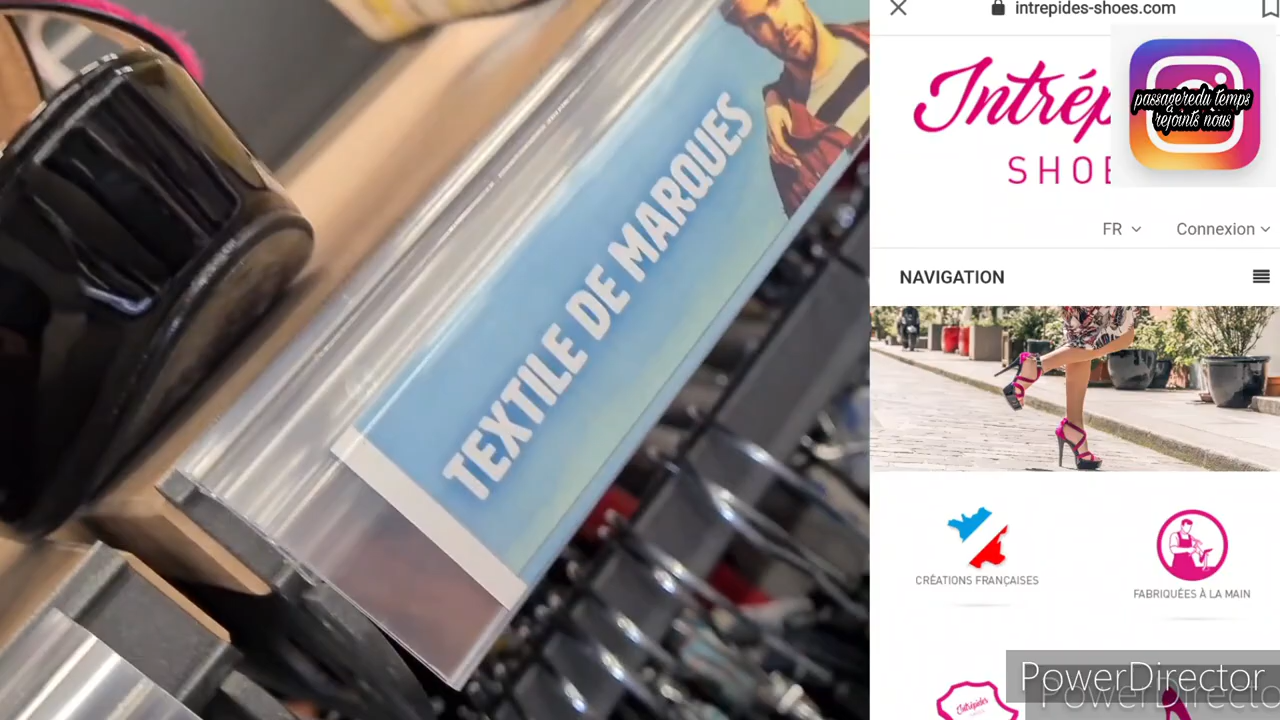 TEXTILE DE MARQUES
intrepides-shoes.com
Intrép
SHOE
passageredu temps
rejoints nous
FR
Connexion
NAVIGATION
CRÉATIONS FRANÇAISES
FABRIQUÉES À LA MAIN
Intrépides
PowerDirector